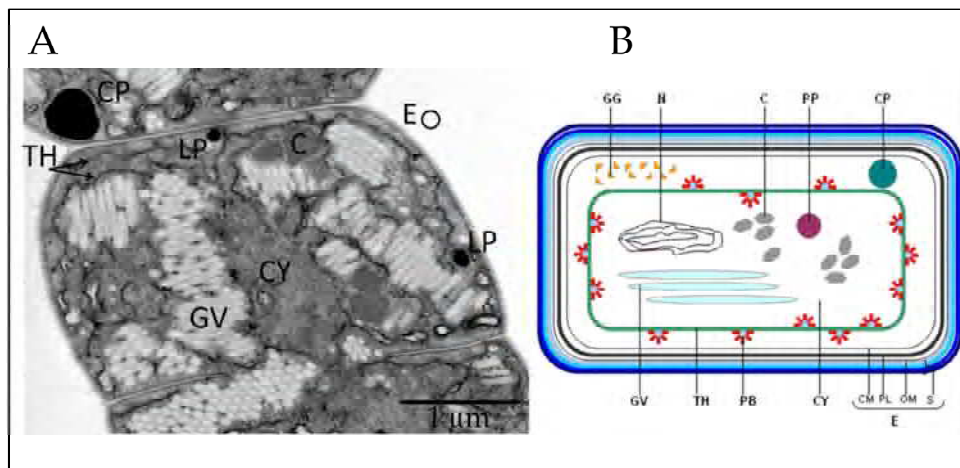 A
B
CP
E
TH
LP
C
LP
CY
GV
1 µm
GG N C PP CP
GV TH PB CY CM PL OM S
E